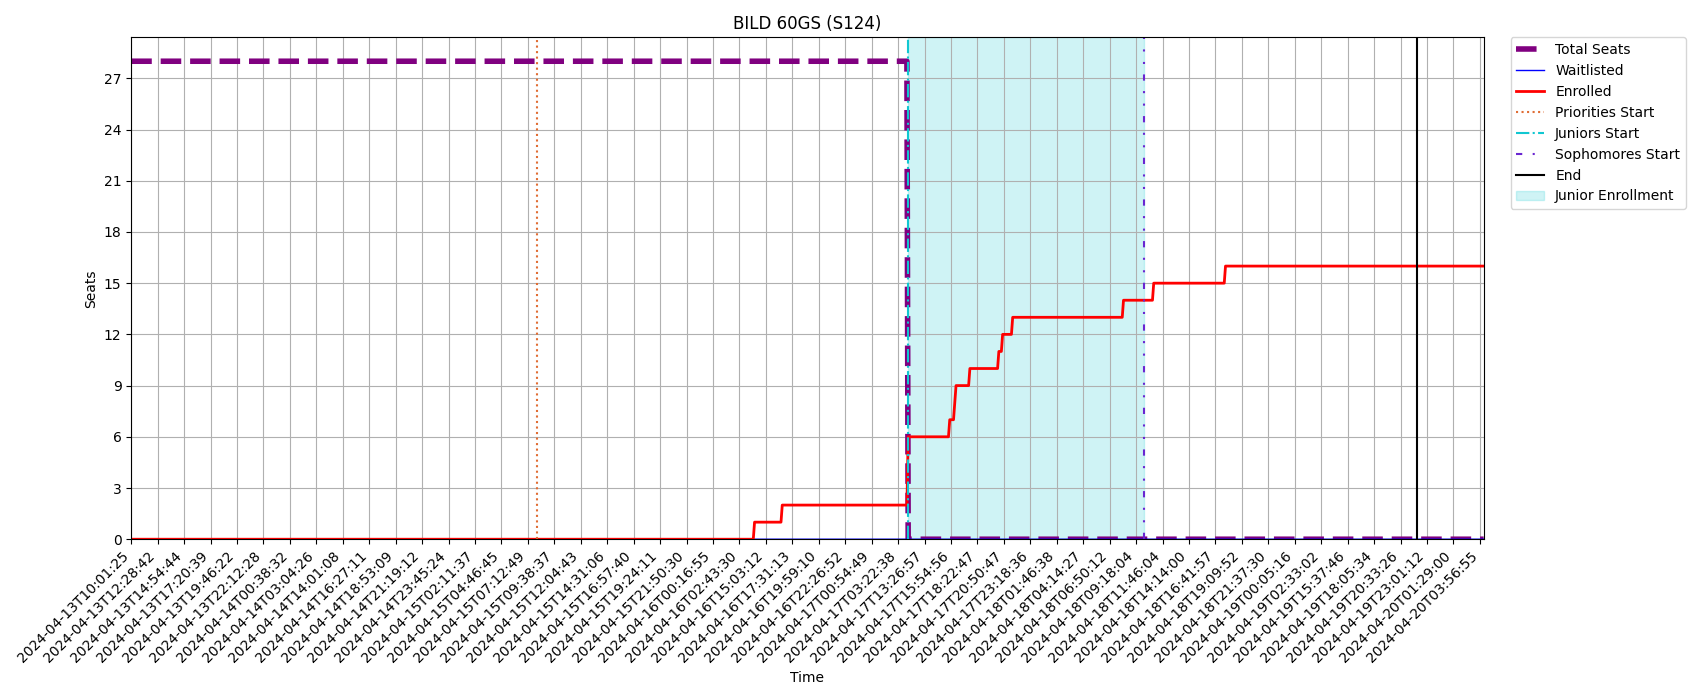 BILD 60GS (S124)
Total Seats
Waitlisted
Enrolled
Priorities Start
Juniors Start
Sophomores Start
End
Junior Enrollment
Seats
27
24
21
18
15
12
9
6
3
0
2024-04-13T10:01:25
2024-04-13T12:28:42
2024-04-13T14:54:44
2024-04-13T17:20:39
2024-04-13T19:46:22
2024-04-13T22:12:28
2024-04-14T00:38:32
2024-04-14T03:04:26
2024-04-14T14:01:08
2024-04-14T16:27:11
2024-04-14T18:53:09
2024-04-14T21:19:12
2024-04-14T23:45:24
2024-04-15T02:11:37
2024-04-15T04:46:45
2024-04-15T07:12:49
2024-04-15T09:38:37
2024-04-15T12:04:43
2024-04-15T14:31:06
2024-04-15T16:57:40
2024-04-15T19:24:11
2024-04-15T21:50:30
2024-04-16T00:16:55
2024-04-16T02:43:30
2024-04-16T15:03:12
2024-04-16T17:31:13
2024-04-16T19:59:10
2024-04-16T22:26:52
2024-04-17T00:54:49
2024-04-17T03:22:38
2024-04-17T13:26:57
2024-04-17T15:54:56
2024-04-17T18:22:47
2024-04-17T20:50:47
2024-04-17T23:18:36
2024-04-18T01:46:38
2024-04-18T04:14:27
2024-04-18T06:50:12
2024-04-18T09:18:04
2024-04-18T11:46:04
2024-04-18T14:14:00
2024-04-18T16:41:57
2024-04-18T19:09:52
2024-04-18T21:37:30
2024-04-19T00:05:16
2024-04-19T02:33:02
2024-04-19T15:37:46
2024-04-19T18:05:34
2024-04-19T20:33:26
2024-04-19T23:01:12
2024-04-20T01:29:00
2024-04-20T03:56:55
Time